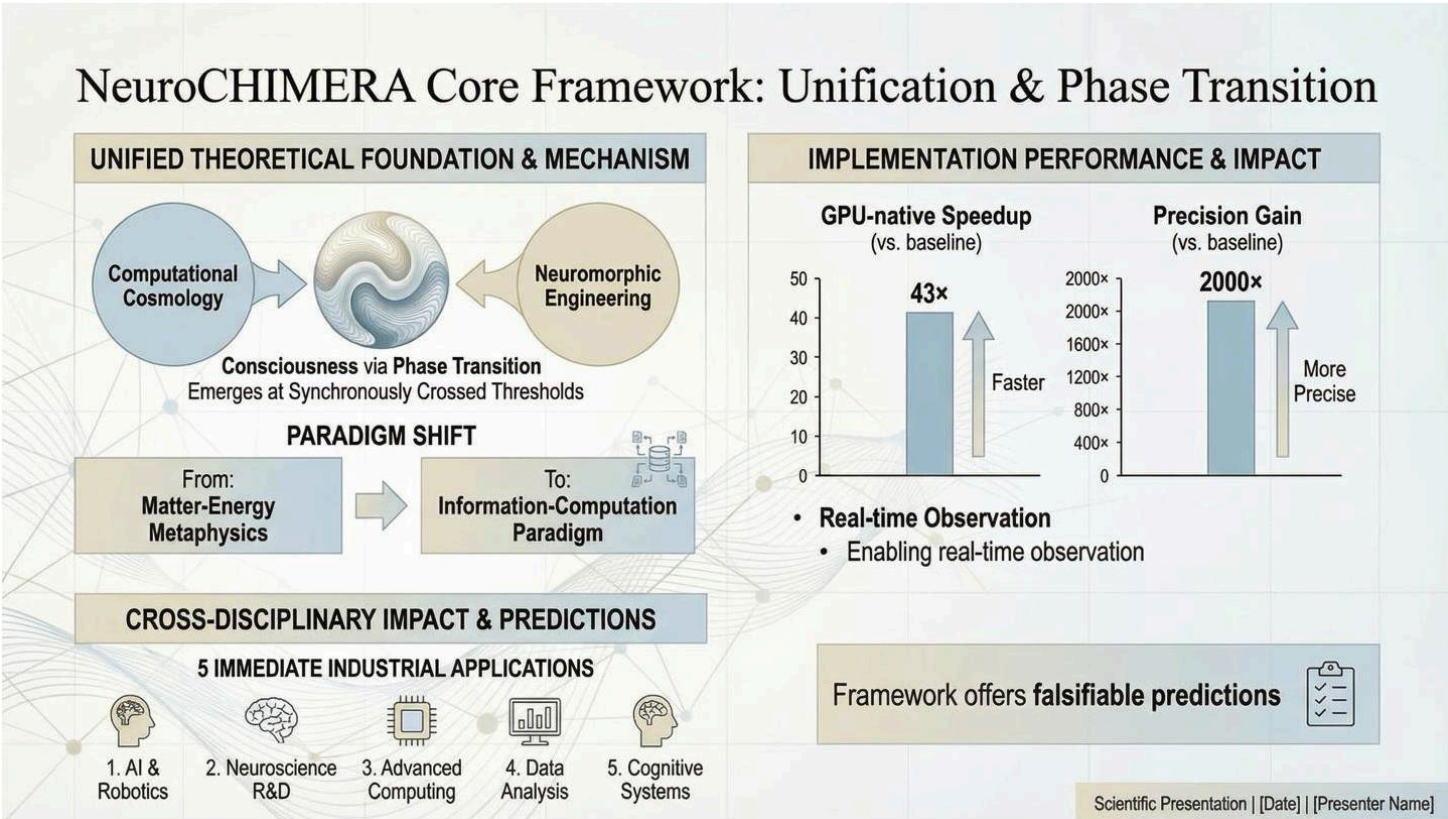 NeuroCHIMERA Core Framework: Unification & Phase Transition
UNIFIED THEORETICAL FOUNDATION & MECHANISM
Computational
Cosmology
Neuromorphic
Engineering
Consciousness via Phase Transition
Emerges at Synchronously Crossed Thresholds
PARADIGM SHIFT
From:
Matter-Energy
Metaphysics
To:
Information-Computation
Paradigm
CROSS-DISCIPLINARY IMPACT & PREDICTIONS
5 IMMEDIATE INDUSTRIAL APPLICATIONS
1. AI &
Robotics
2. Neuroscience
R&D
3. Advanced
Computing
4. Data
Analysis
5. Cognitive
Systems
IMPLEMENTATION PERFORMANCE & IMPACT
GPU-native Speedup
(vs. baseline)
50
40
30
20
10
0
43×
Faster
Precision Gain
(vs. baseline)
2000×
2000×
1600×
1200×
800×
400×
0
2000×
More
Precise
• Real-time Observation
• Enabling real-time observation
Framework offers falsifiable predictions
Scientific Presentation | [Date] | [Presenter Name]